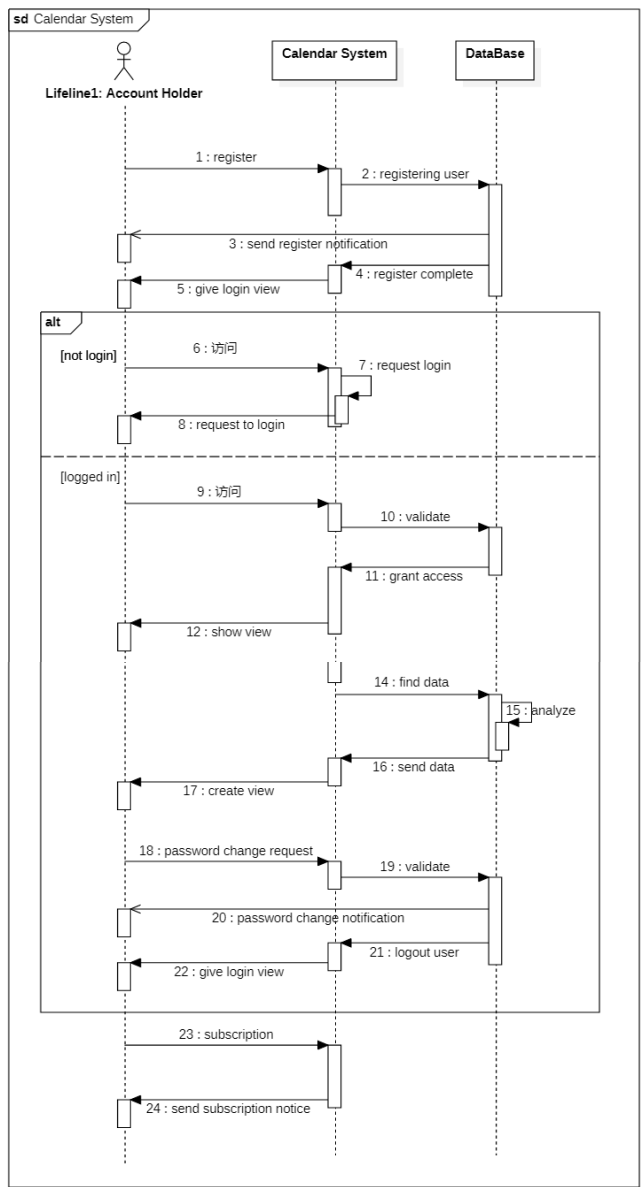 sd Calendar System
Calendar System
DataBase
Lifeline1: Account Holder
1 : register
2 : registering user
3 : send register notification
4 : register complete
5 : give login view
alt
[not login]
6 : 访问
7 : request login
8 : request to login
[logged in]
9 : 访问
10 : validate
11 : grant access
12 : show view
14 : find data
15 : analyze
16 : send data
17 : create view
18 : password change request
19 : validate
20 : password change notification
21 : logout user
22 : give login view
23 : subscription
24 : send subscription notice